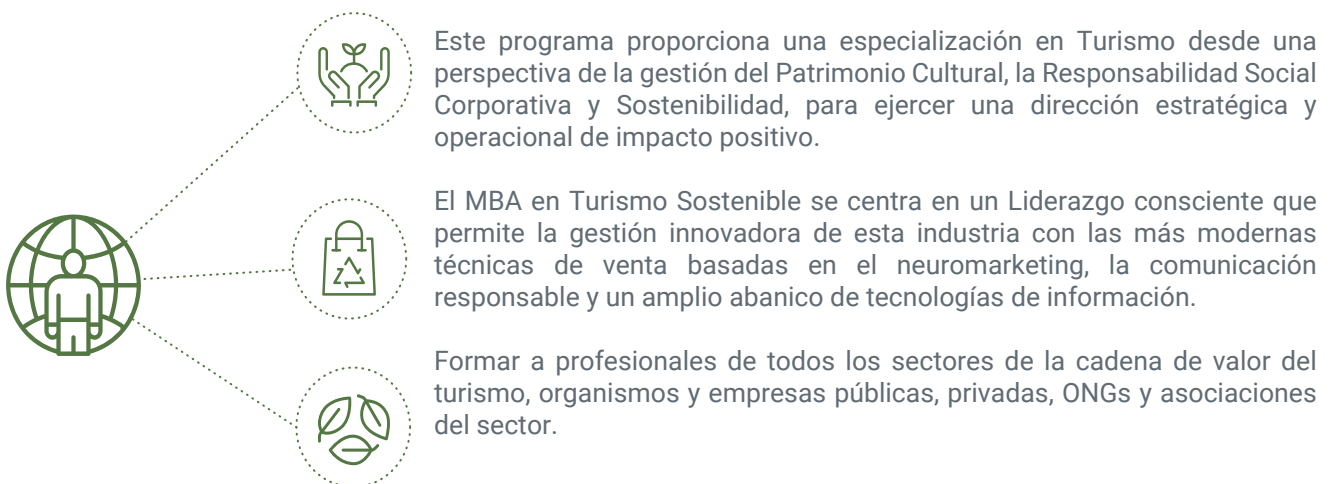 Este programa proporciona una especialización en Turismo desde una
perspectiva de la gestión del Patrimonio Cultural, la Responsabilidad Social
Corporativa y Sostenibilidad, para ejercer una dirección estratégica y
operacional de impacto positivo.
El MBA en Turismo Sostenible se centra en un Liderazgo consciente que
permite la gestión innovadora de esta industria con las más modernas
técnicas de venta basadas en el neuromarketing, la comunicación
responsable y un amplio abanico de tecnologías de información.
Formar a profesionales de todos los sectores de la cadena de valor del
turismo, organismos y empresas públicas, privadas, ONGs y asociaciones
del sector.